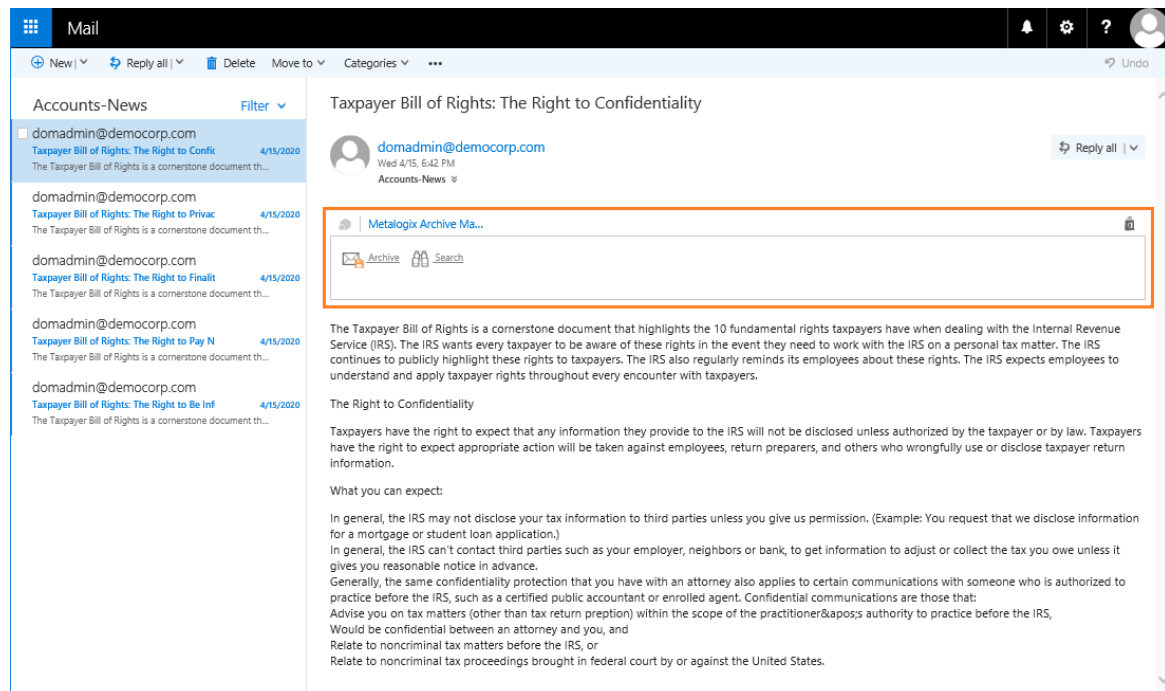 Mail
?
New
Reply all
Delete
Move to
Categories
•••
Undo
Accounts-News
Filter
domadmin@democorp.com
Taxpayer Bill of Rights: The Right to Confic
4/15/2020
The Taxpayer Bill of Rights is a cornerstone document th...
domadmin@democorp.com
Taxpayer Bill of Rights: The Right to Privac
4/15/2020
The Taxpayer Bill of Rights is a cornerstone document th...
domadmin@democorp.com
Taxpayer Bill of Rights: The Right to Finalit
4/15/2020
The Taxpayer Bill of Rights is a cornerstone document th...
domadmin@democorp.com
Taxpayer Bill of Rights: The Right to Pay N
4/15/2020
The Taxpayer Bill of Rights is a cornerstone document th...
domadmin@democorp.com
Taxpayer Bill of Rights: The Right to Be Inf
4/15/2020
The Taxpayer Bill of Rights is a cornerstone document th...
Taxpayer Bill of Rights: The Right to Confidentiality
domadmin@democorp.com
Wed 4/15, 6:42 PM
Accounts-News
Reply all
Metalogix Archive Ma...
Archive
Search
The Taxpayer Bill of Rights is a cornerstone document that highlights the 10 fundamental rights taxpayers have when dealing with the Internal Revenue
Service (IRS). The IRS wants every taxpayer to be aware of these rights in the event they need to work with the IRS on a personal tax matter. The IRS
continues to publicly highlight these rights to taxpayers. The IRS also regularly reminds its employees about these rights. The IRS expects employees to
understand and apply taxpayer rights throughout every encounter with taxpayers.
The Right to Confidentiality
Taxpayers have the right to expect that any information they provide to the IRS will not be disclosed unless authorized by the taxpayer or by law. Taxpayers
have the right to expect appropriate action will be taken against employees, return preparers, and others who wrongfully use or disclose taxpayer return
information.
What you can expect:
In general, the IRS may not disclose your tax information to third parties unless you give us permission. (Example: You request that we disclose information
for a mortgage or student loan application.)
In general, the IRS can't contact third parties such as your employer, neighbors or bank, to get information to adjust or collect the tax you owe unless it
gives you reasonable notice in advance.
Generally, the same confidentiality protection that you have with an attorney also applies to certain communications with someone who is authorized to
practice before the IRS, such as a certified public accountant or enrolled agent. Confidential communications are those that:
Advise you on tax matters (other than tax return preption) within the scope of the practitioner&apos;s authority to practice before the IRS,
Would be confidential between an attorney and you, and
Relate to noncriminal tax matters before the IRS, or
Relate to noncriminal tax proceedings brought in federal court by or against the United States.